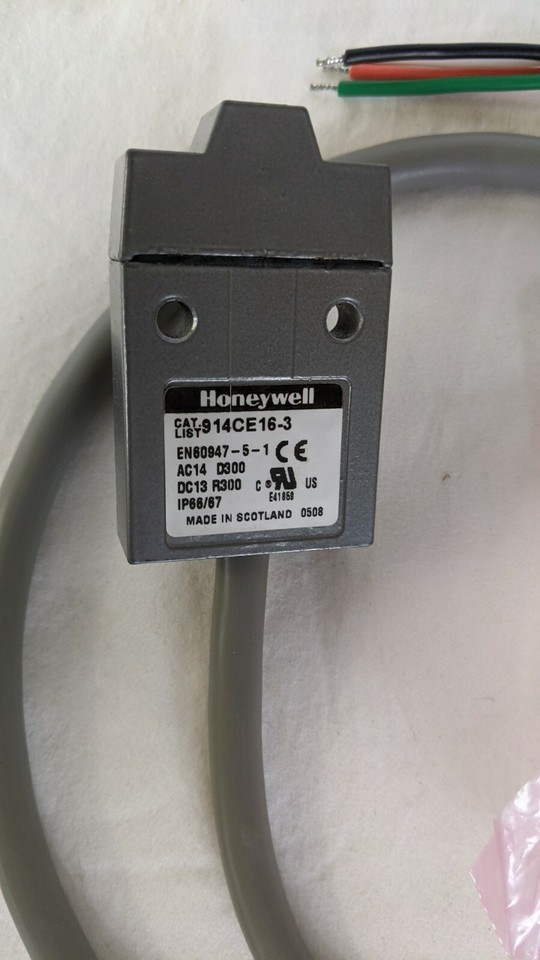 Honeywell
CAT. LIST 914CE16-3
EN60947-5-1 CE
AC14 D300
DC13 R300 C ® RU US
IP66/67 E41859
MADE IN SCOTLAND 0508